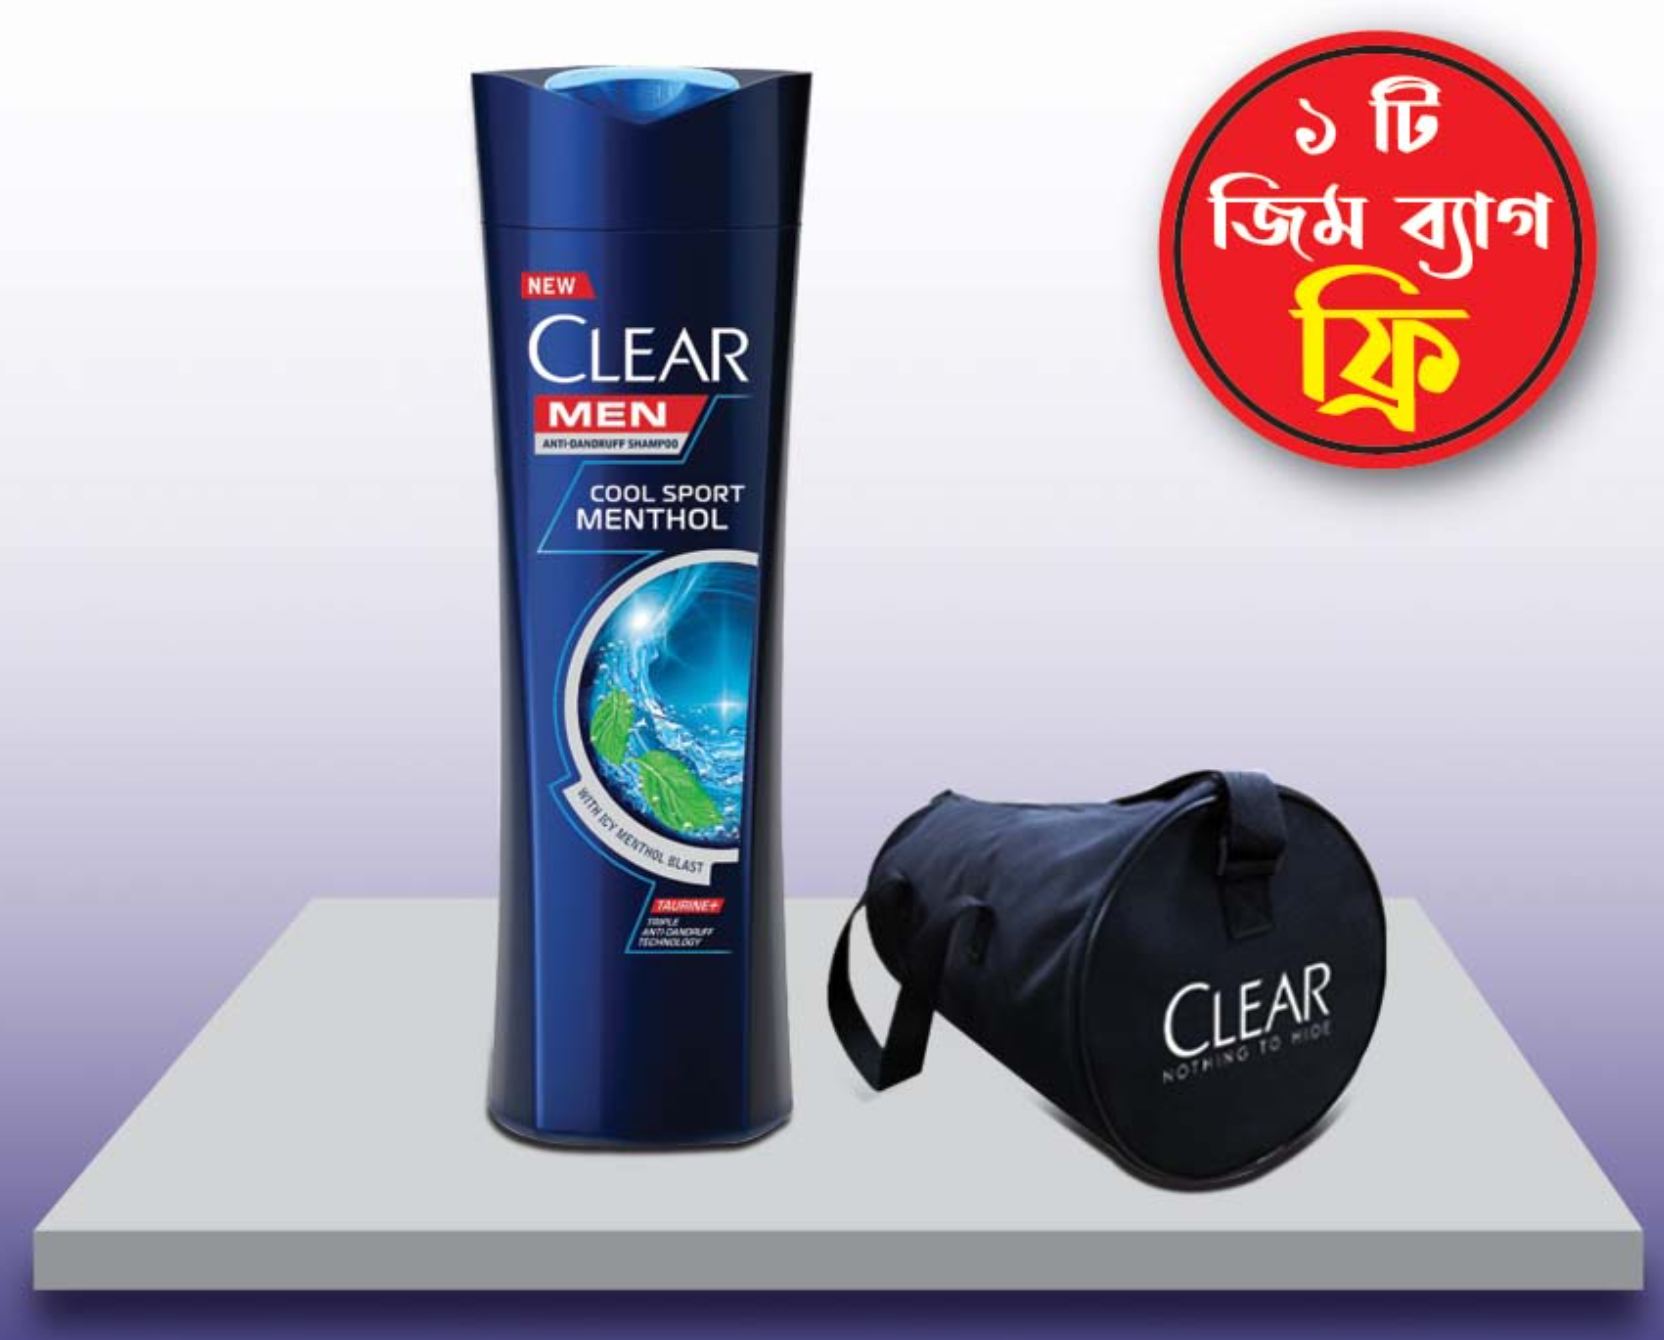 ১ টি
জিম ব্যাগ
ফ্রি
NEW
CLEAR
MEN
ANTI-DANDRUFF SHAMPOO
COOL SPORT
MENTHOL
WITH ICY MENTHOL BLAST
TAURINE+
TRIPLE
ANTI-DANDRUFF
TECHNOLOGY
CLEAR
NOTHING TO HIDE